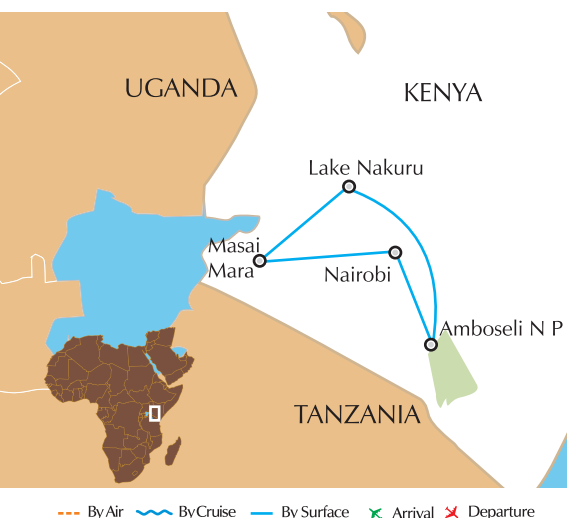 UGANDA
KENYA
Lake Nakuru
Masai
Mara
Nairobi
Amboseli N P
TANZANIA
By Air By Cruise By Surface Arrival Departure